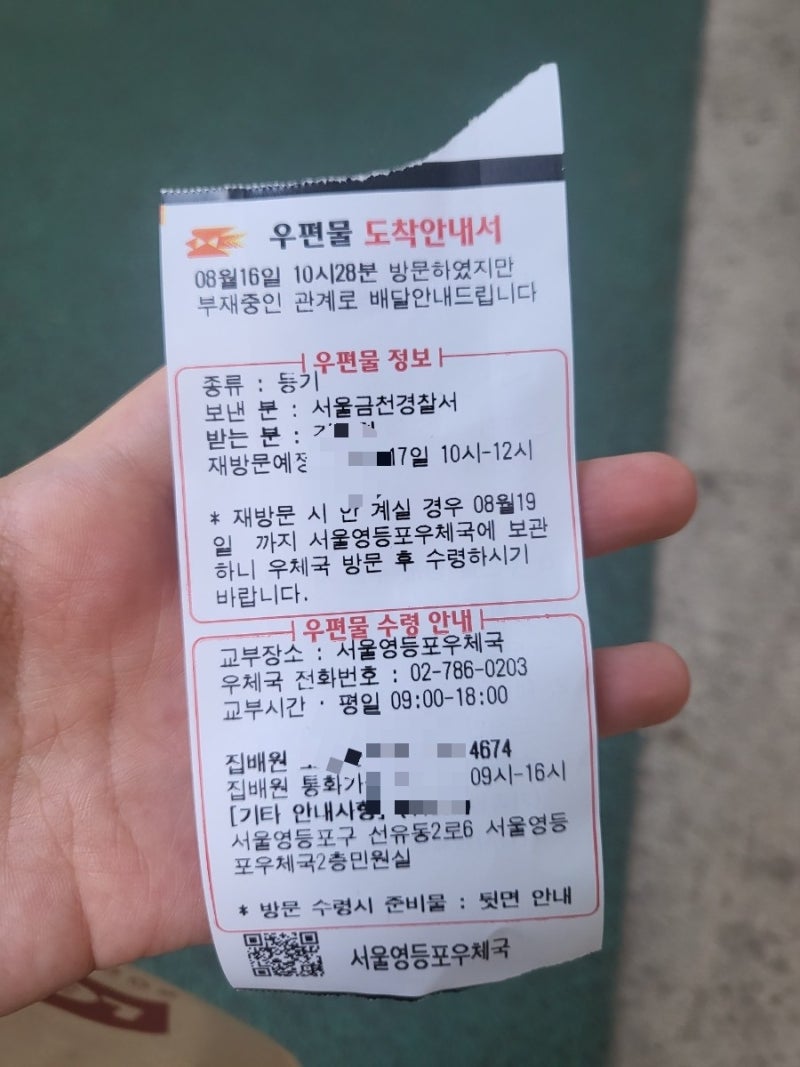 우편물 도착안내서
08월16일 10시28분 방문하였지만
부재중인 관계로 배달안내드립니다
우편물 정보
종류 : 등기
보낸 분 : 서울금천경찰서
받는 분 :
재방문예정 17일 10시-12시
* 재방문 시 안 계실 경우 08월19
일 까지 서울영등포우체국에 보관
하니 우체국 방문 후 수령하시기
바랍니다.
우편물 수령 안내
교부장소 : 서울영등포우체국
우체국 전화번호 : 02-786-0203
교부시간 : 평일 09:00-18:00
집배원 4674
집배원 통화가 09시-16시
[기타 안내사항]
서울영등포구 선유동2로6 서울영등
포우체국2층민원실
* 방문 수령시 준비물 : 뒷면 안내
서울영등포우체국